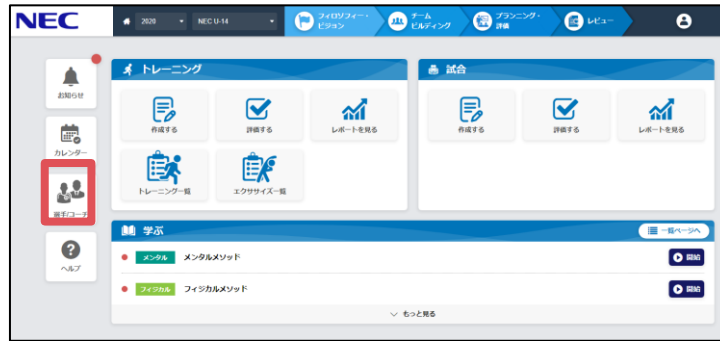 NEC
2020
NEC U-14
フィロソフィー・
ビジョン
チーム
ビルディング
プランニング・
評価
レビュー
お知らせ
カレンダー
選手/コーチ
ヘルプ
トレーニング
作成する
評価する
レポートを見る
トレーニング一覧
エクササイズ一覧
試合
作成する
評価する
レポートを見る
学ぶ
一覧ページへ
メンタル
メンタルメソッド
開始
フィジカル
フィジカルメソッド
開始
もっと見る